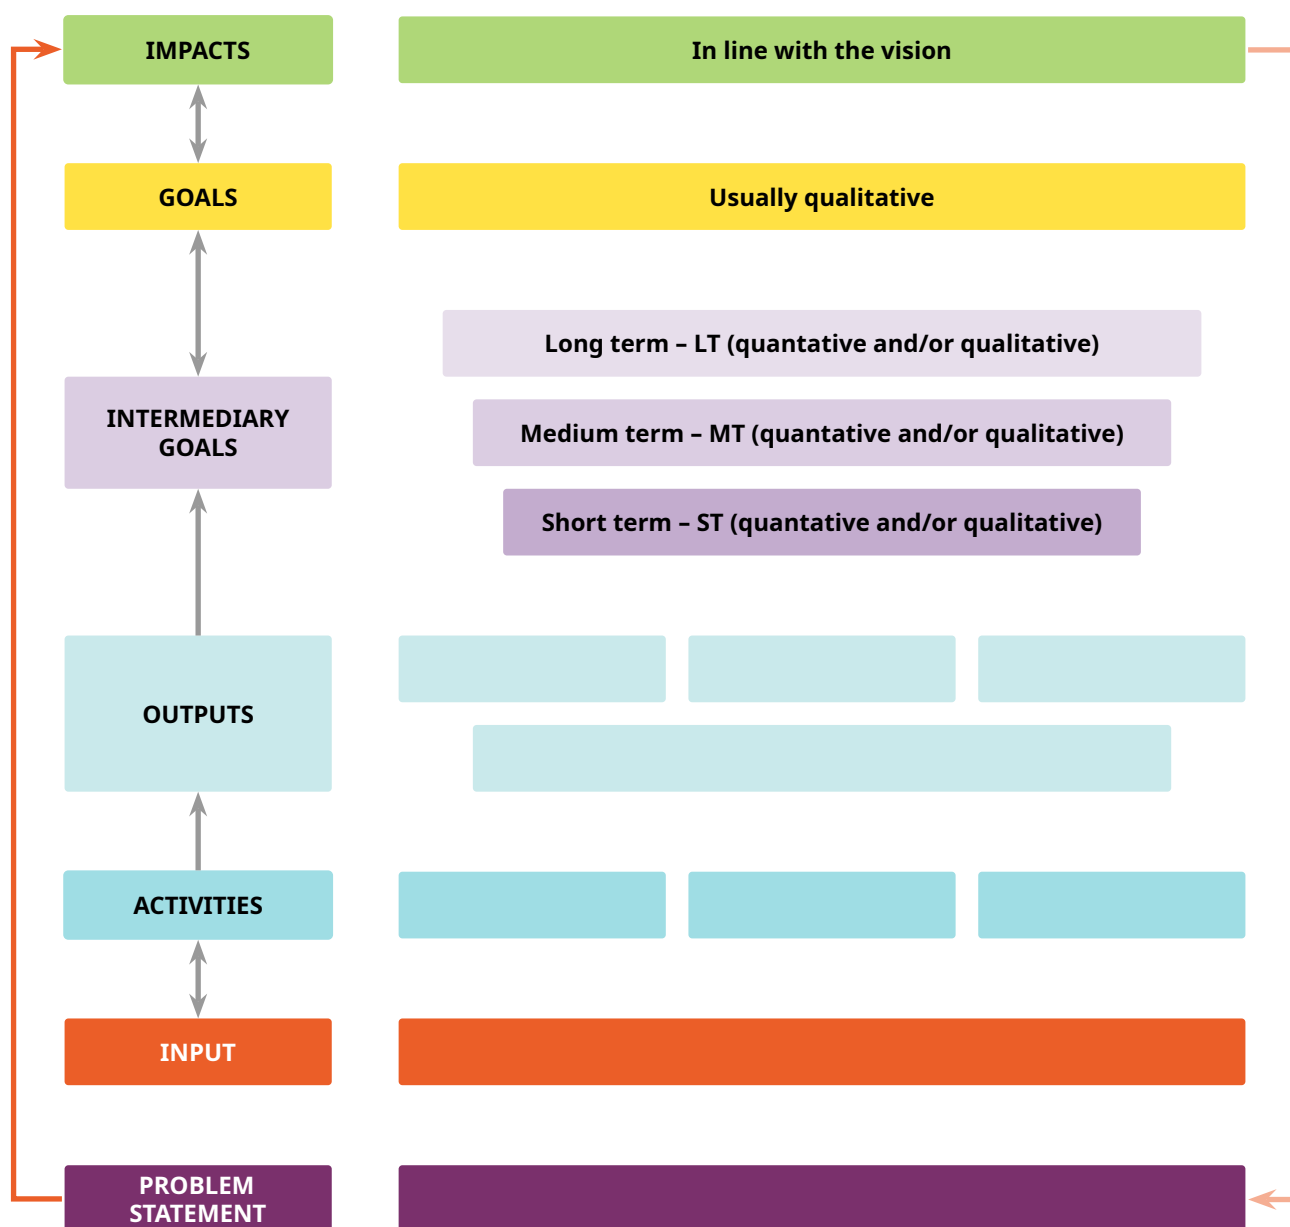 IMPACTS
In line with the vision
GOALS
Usually qualitative
Long term – LT (quantative and/or qualitative)
INTERMEDIARY
GOALS
Medium term – MT (quantative and/or qualitative)
Short term – ST (quantative and/or qualitative)
OUTPUTS
ACTIVITIES
INPUT
PROBLEM
STATEMENT